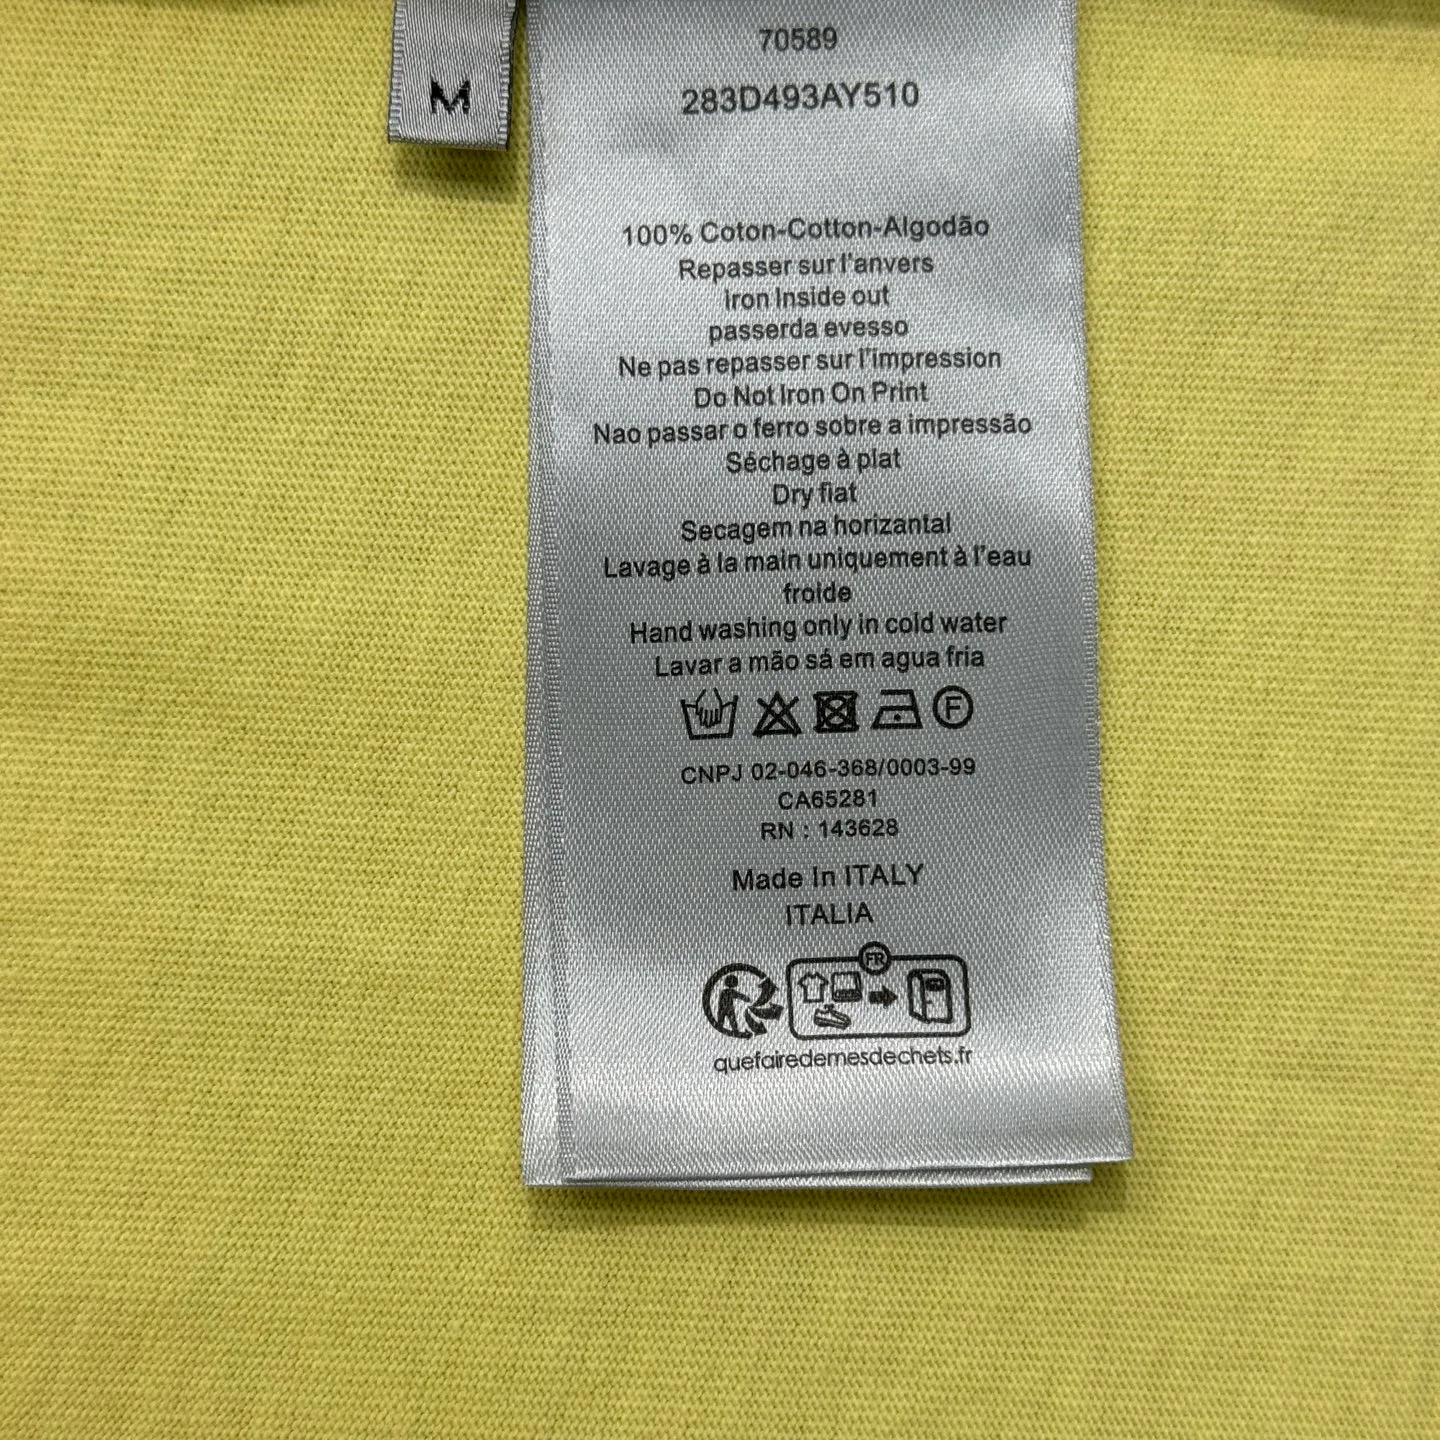 M
70589
283D493AY510
100% Coton-Cotton-Algodão
Repasser sur l'anvers
Iron Inside out
passerda evesso
Ne pas repasser sur l'impression
Do Not Iron On Print
Nao passar o ferro sobre a impressão
Séchage à plat
Dry fiat
Secagem na horizantal
Lavage à la main uniquement à l'eau
froide
Hand washing only in cold water
Lavar a mão sá em agua fria
F
CNPJ 02-046-368/0003-99
CA65281
RN : 143628
Made In ITALY
ITALIA
FR
quefairedemesdechets.fr